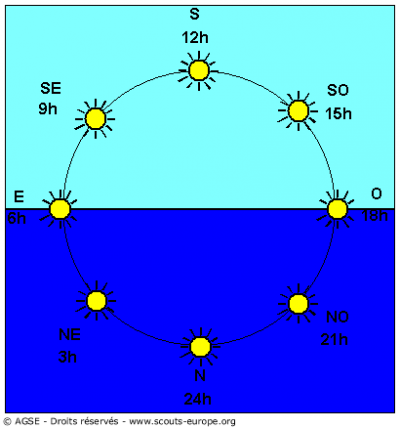 S
12h
SE
9h
SO
15h
E
6h
O
18h
NE
3h
NO
21h
N
24h
© AGSE - Droits réservés - www.scouts-europe.org